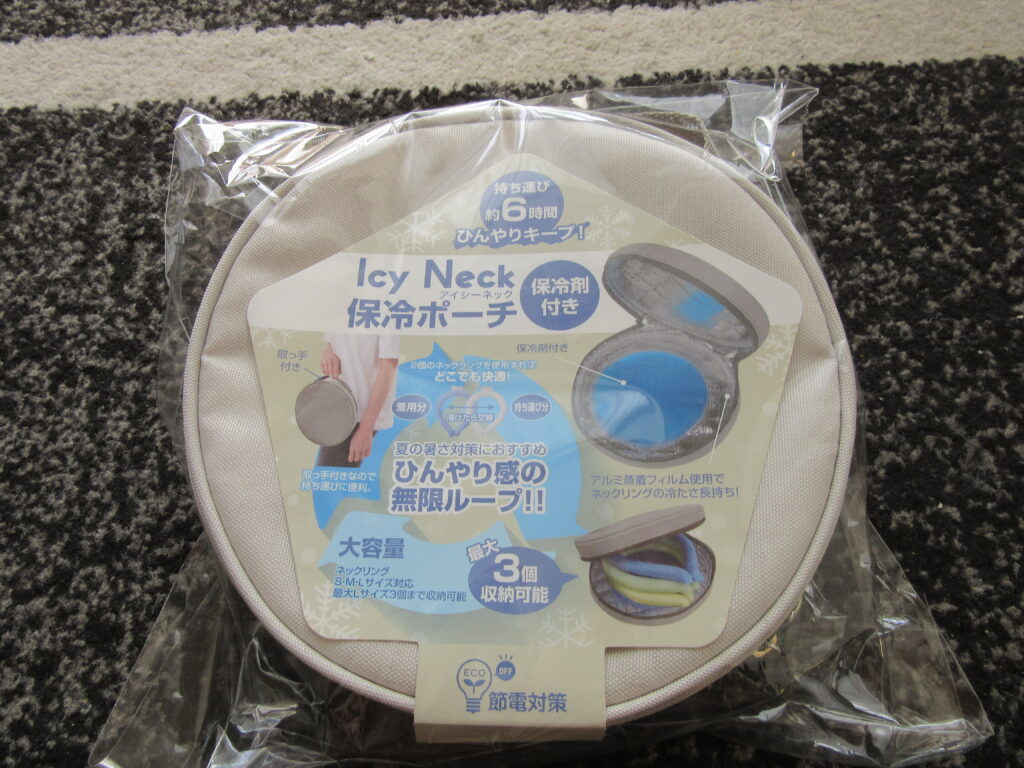 持ち運び
約6時間
ひんやりキープ!
Icy Neck
アイシーネック
保冷ポーチ
保冷剤
付き
取っ手
付き
保冷剤付き
2個のネックリングを使用すれば
どこでも快適!
着用分
溶けたら交換
持ち運び分
夏の暑さ対策におすすめ
ひんやり感の
無限ループ!!
取っ手付きなので
持ち運びに便利。
アルミ蒸着フィルム使用で
ネックリングの冷たさ長持ち!
大容量
ネックリング
S・M・Lサイズ対応
最大Lサイズ3個まで収納可能
最大
3個
収納可能
ECO
OFF
節電対策